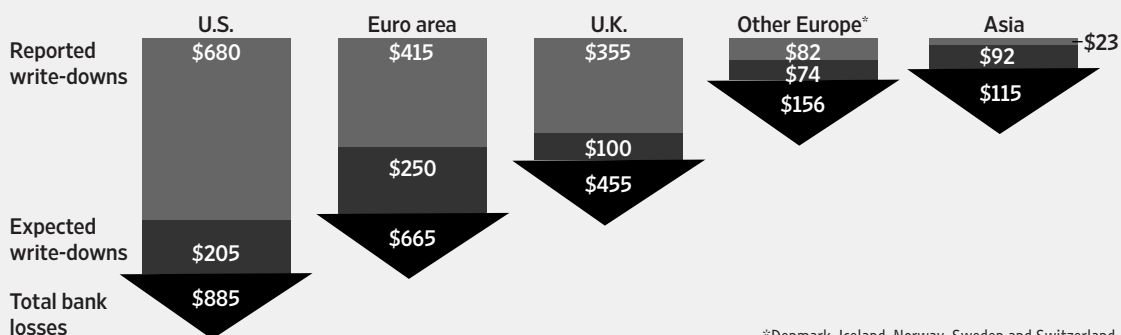 U.S.
Euro area
U.K.
Other Europe*
Asia
Reported
write-downs
$680
$415
$355
$82
$23
Expected
write-downs
$205
$250
$100
$74
$92
Total bank
losses
$885
$665
$455
$156
$115
*Denmark, Iceland, Norway, Sweden and Switzerland